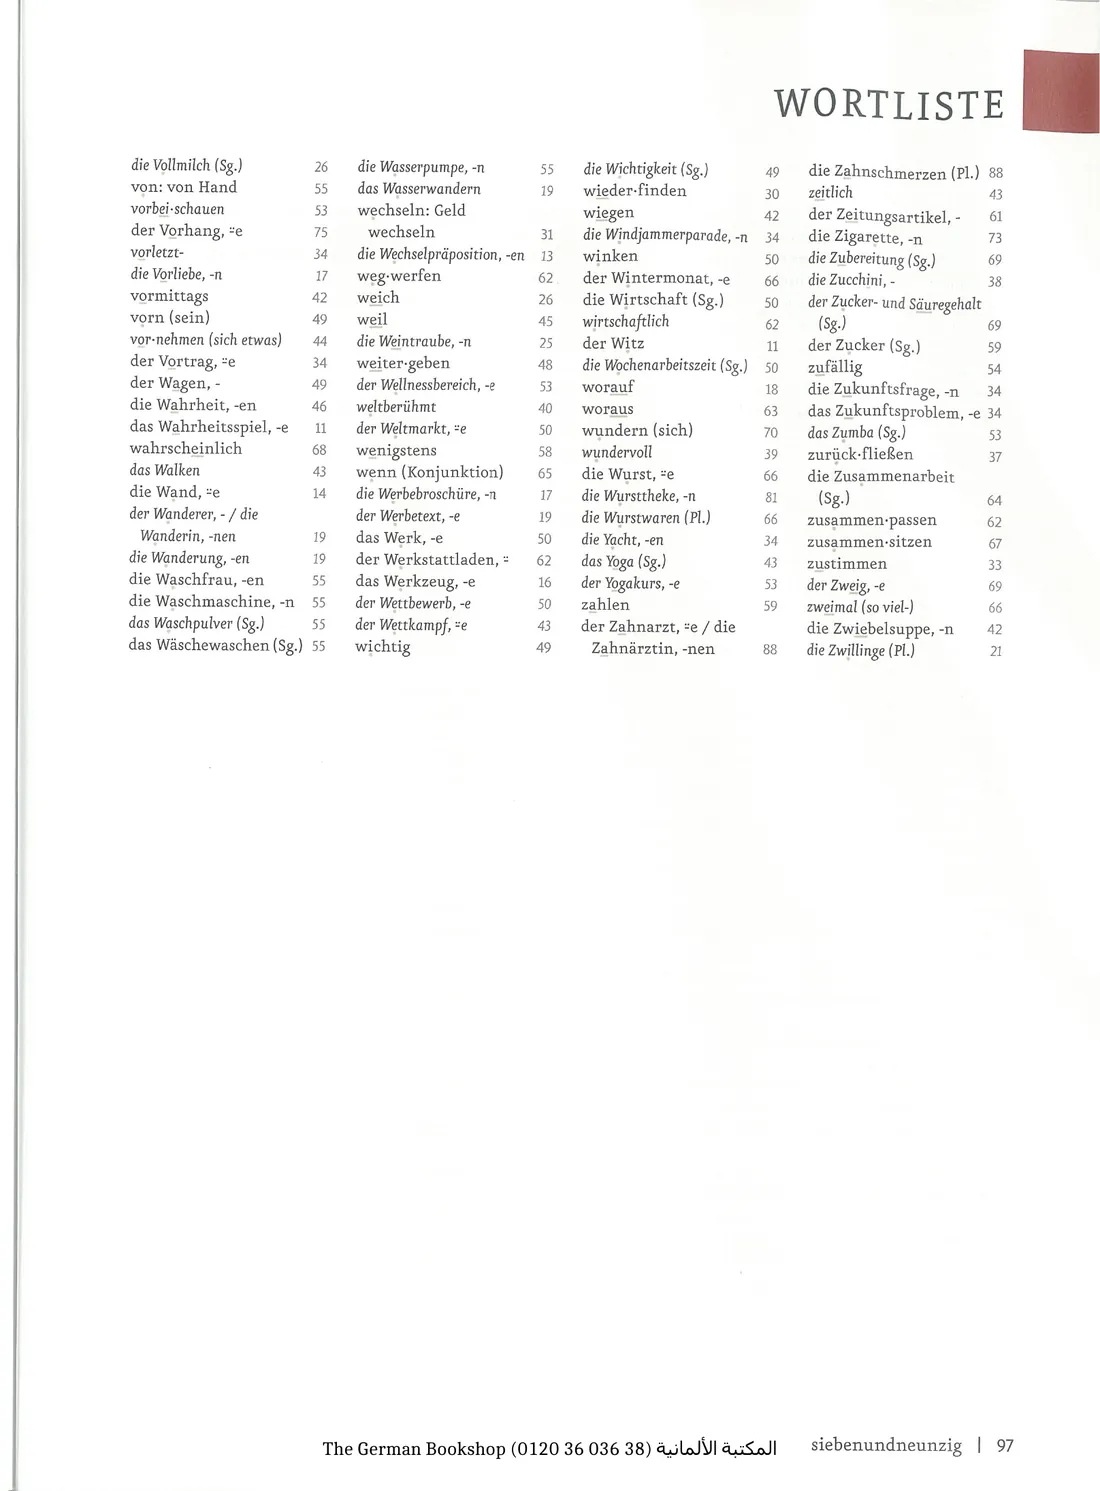 WORTLISTE
die Vollmilch (Sg.) 26
von: von Hand 55
vorbei·schauen 53
der Vorhang, ¨-e 75
vorletzt- 34
die Vorliebe, -n 17
vormittags 42
vorn (sein) 49
vor·nehmen (sich etwas) 44
der Vortrag, ¨-e 34
der Wagen, - 49
die Wahrheit, -en 46
das Wahrheitsspiel, -e 11
wahrscheinlich 68
das Walken 43
die Wand, ¨-e 14
der Wanderer, - / die
Wanderin, -nen 19
die Wanderung, -en 19
die Waschfrau, -en 55
die Waschmaschine, -n 55
das Waschpulver (Sg.) 55
das Wäschewaschen (Sg.) 55
die Wasserpumpe, -n 55
das Wasserwandern 19
wechseln: Geld
wechseln 31
die Wechselpräposition, -en 13
weg·werfen 62
weich 26
weil 45
die Weintraube, -n 25
weiter·geben 48
der Wellnessbereich, -e 53
weltberühmt 40
der Weltmarkt, ¨-e 50
wenigstens 58
wenn (Konjunktion) 65
die Werbebroschüre, -n 17
der Werbetext, -e 19
das Werk, -e 50
der Werkstattladen, ¨- 62
das Werkzeug, -e 16
der Wettbewerb, -e 50
der Wettkampf, ¨-e 43
wichtig 49
die Wichtigkeit (Sg.) 49
wieder·finden 30
wiegen 42
die Windjammerparade, -n 34
winken 50
der Wintermonat, -e 66
die Wirtschaft (Sg.) 50
wirtschaftlich 62
der Witz 11
die Wochenarbeitszeit (Sg.) 50
worauf 18
woraus 63
wundern (sich) 70
wundervoll 39
die Wurst, ¨-e 66
die Wursttheke, -n 81
die Wurstwaren (Pl.) 66
die Yacht, -en 34
das Yoga (Sg.) 43
der Yogakurs, -e 53
zahlen 59
der Zahnarzt, ¨-e / die
Zahnärztin, -nen 88
die Zahnschmerzen (Pl.) 88
zeitlich 43
der Zeitungsartikel, - 61
die Zigarette, -n 73
die Zubereitung (Sg.) 69
die Zucchini, - 38
der Zucker- und Säuregehalt
(Sg.) 69
der Zucker (Sg.) 59
zufällig 54
die Zukunftsfrage, -n 34
das Zukunftsproblem, -e 34
das Zumba (Sg.) 53
zurück·fließen 37
die Zusammenarbeit
(Sg.) 64
zusammen·passen 62
zusammen·sitzen 67
zustimmen 33
der Zweig, -e 69
zweimal (so viel-) 66
die Zwiebelsuppe, -n 42
die Zwillinge (Pl.) 21
The German Bookshop (0120 36 036 38) المكتبة الألمانية
siebenundneunzig | 97